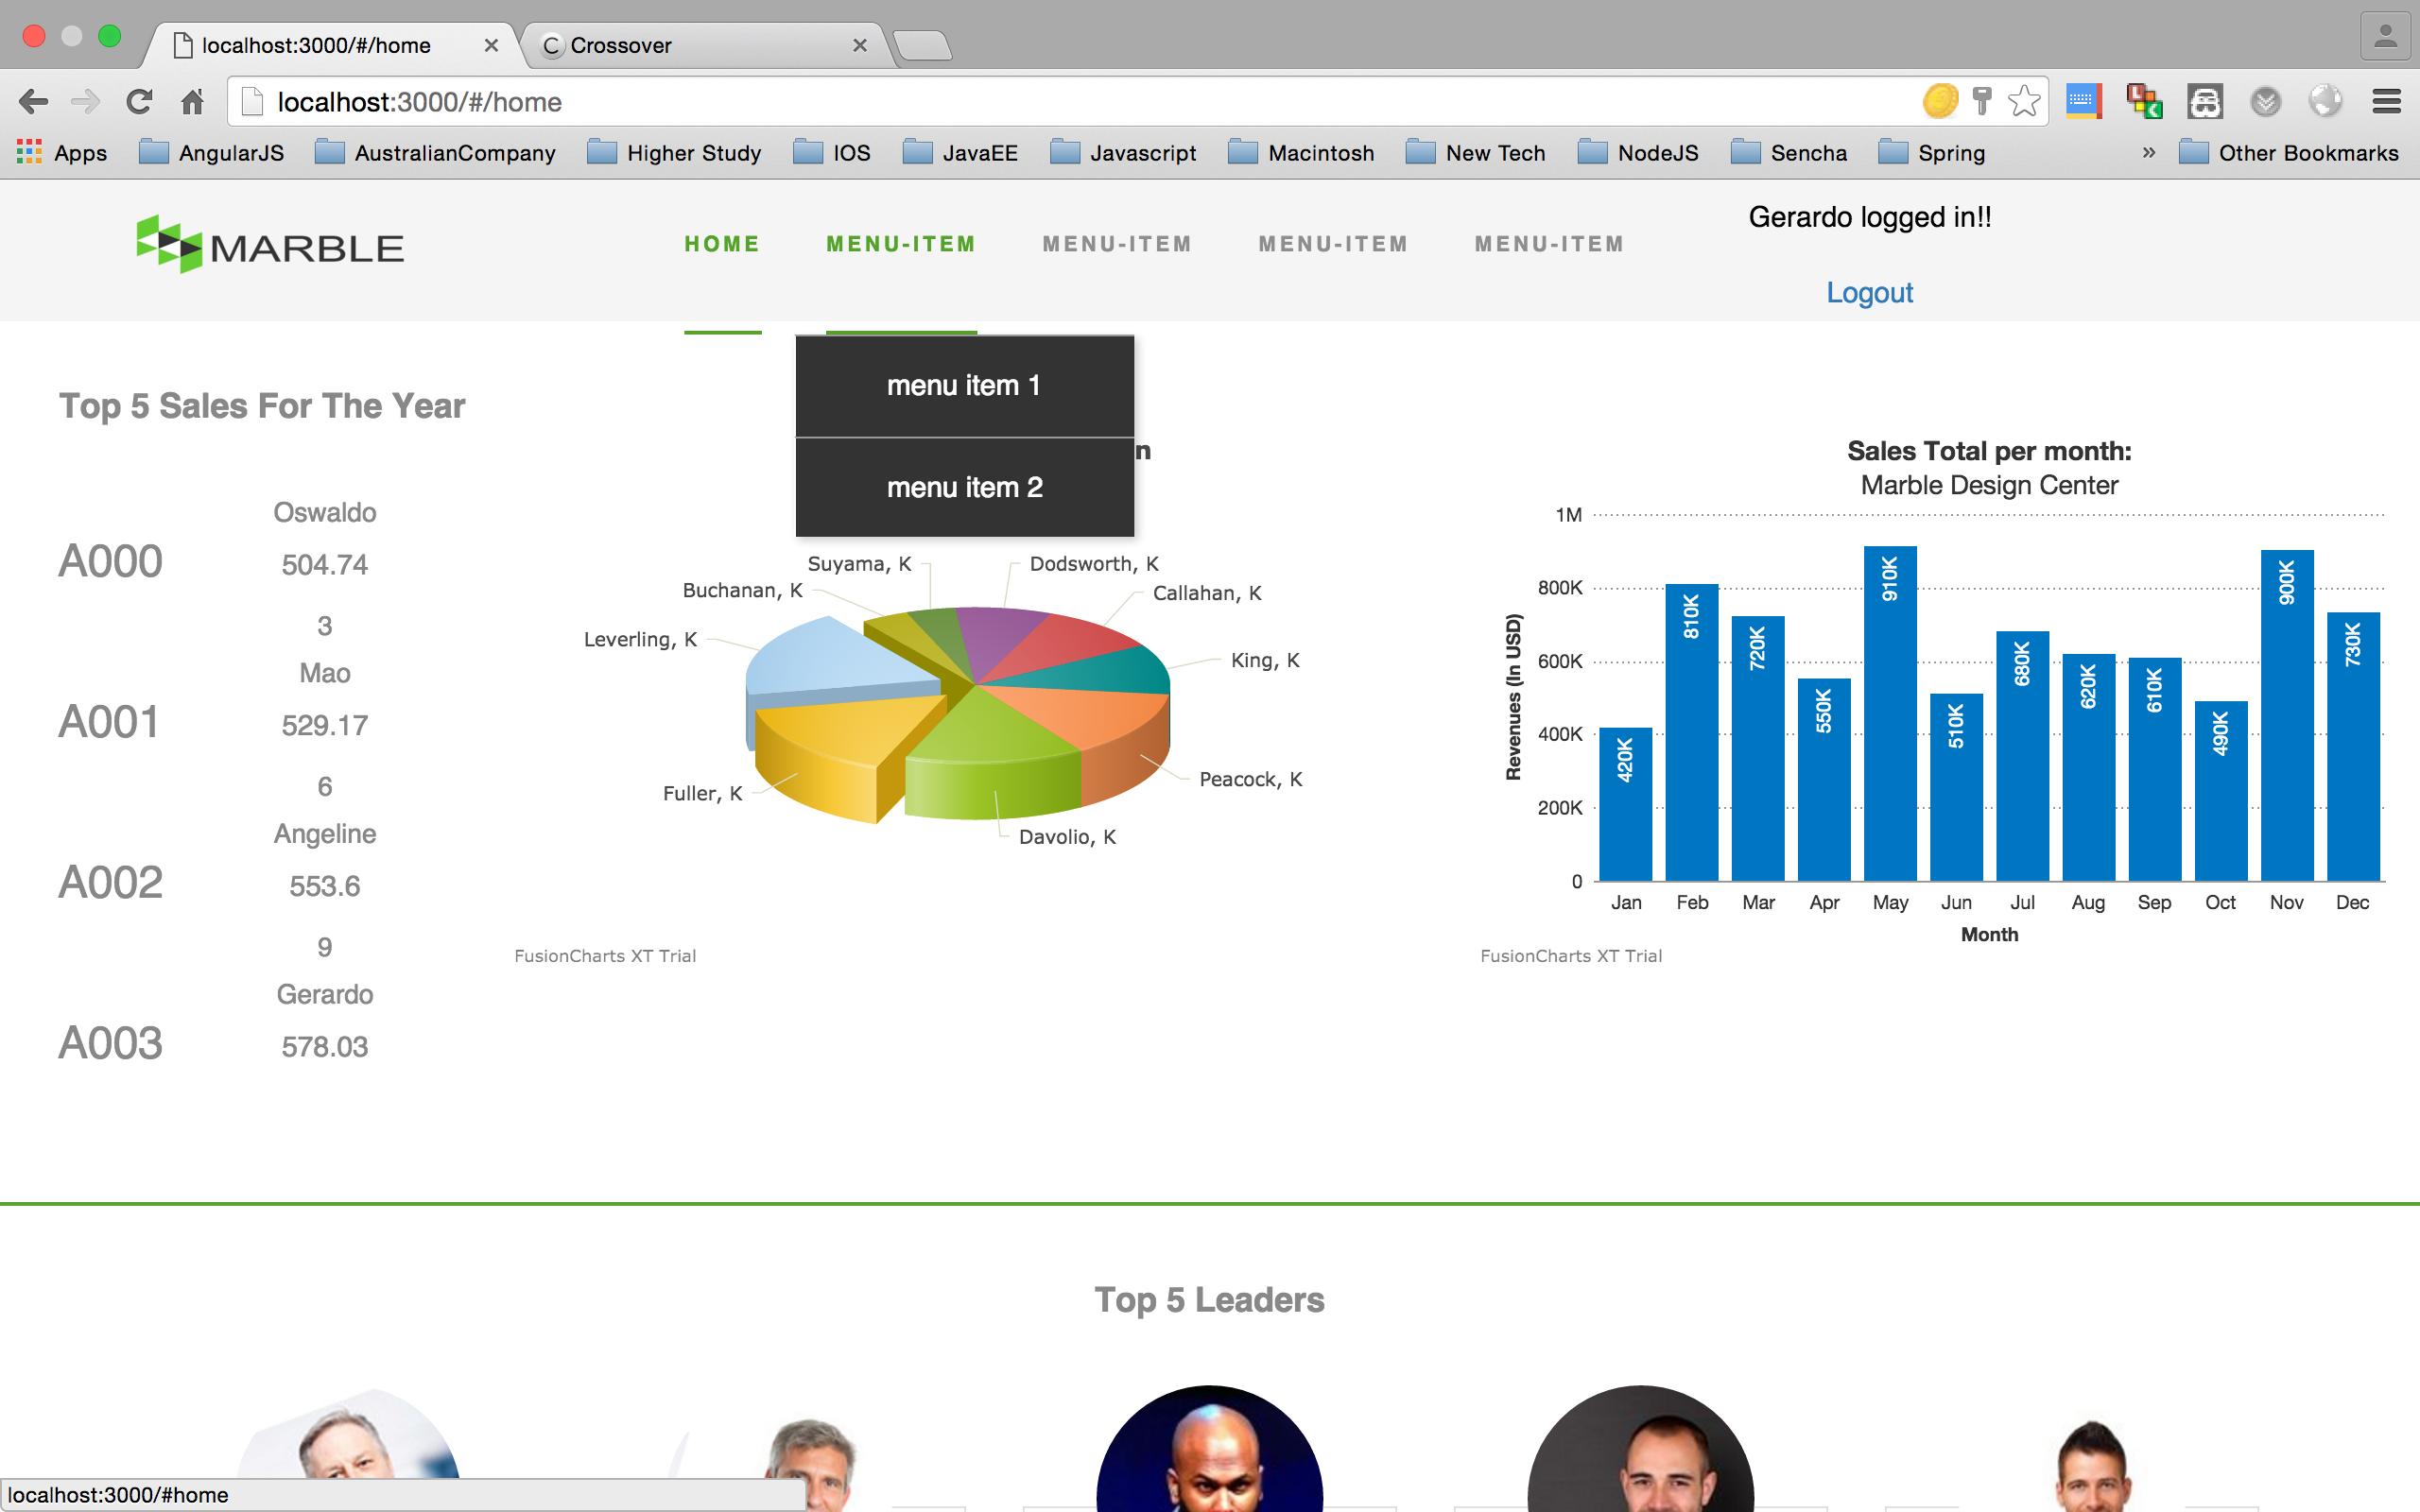 localhost:3000/#/home
Crossover
localhost:3000/#/home
Apps AngularJS AustralianCompany Higher Study IOS JavaEE Javascript Macintosh New Tech NodeJS Sencha Spring » Other Bookmarks
MARBLE
HOME MENU-ITEM MENU-ITEM MENU-ITEM MENU-ITEM
Gerardo logged in!!
Logout
menu item 1
menu item 2
Top 5 Sales For The Year
A000
Oswaldo
504.74
3
A001
Mao
529.17
6
A002
Angeline
553.6
9
A003
Gerardo
578.03
n
Suyama, K
Dodsworth, K
Buchanan, K
Callahan, K
Leverling, K
King, K
Fuller, K
Peacock, K
Davolio, K
FusionCharts XT Trial
Sales Total per month:
Marble Design Center
Revenues (In USD)
1M
800K
600K
400K
200K
0
420K 810K 720K 550K 910K 510K 680K 620K 610K 490K 900K 730K
Jan Feb Mar Apr May Jun Jul Aug Sep Oct Nov Dec
Month
FusionCharts XT Trial
Top 5 Leaders
localhost:3000/#home